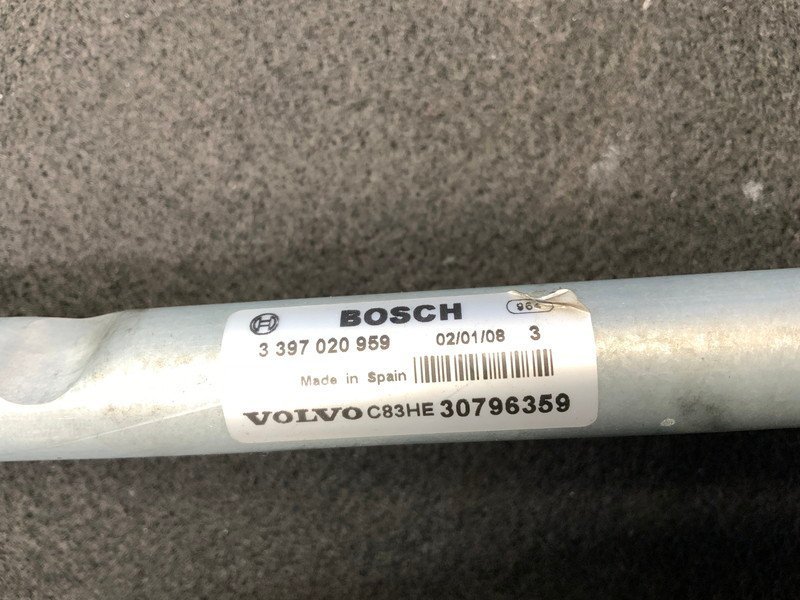 BOSCH
3 397 020 959 02/01/08 3
Made in Spain
VOLVO C83HE 30796359